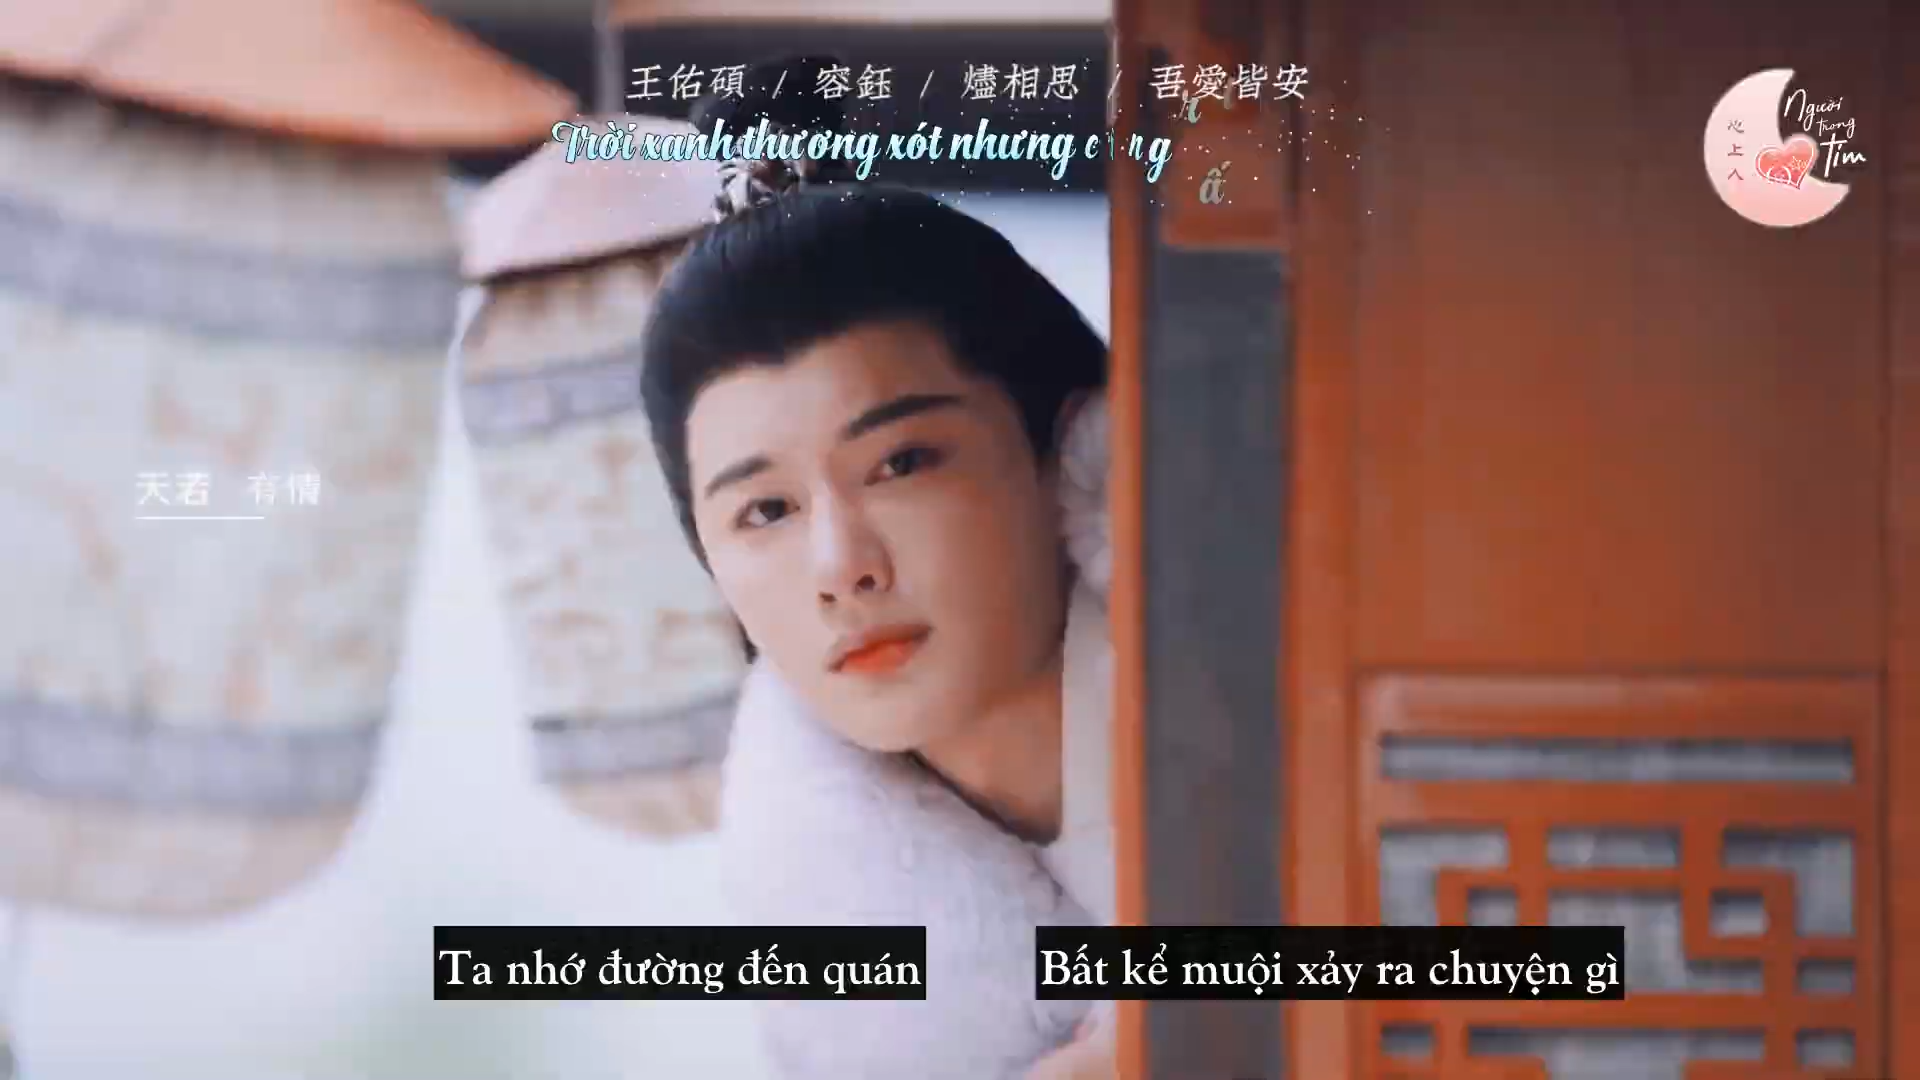 王佑碩 / 容鈺 / 燼相思 / 吾愛皆安
Trời xanh thương xót nhưng
心上人
Người trong tim
天若 有情
Ta nhớ đường đến quán
Bất kể muội xảy ra chuyện gì